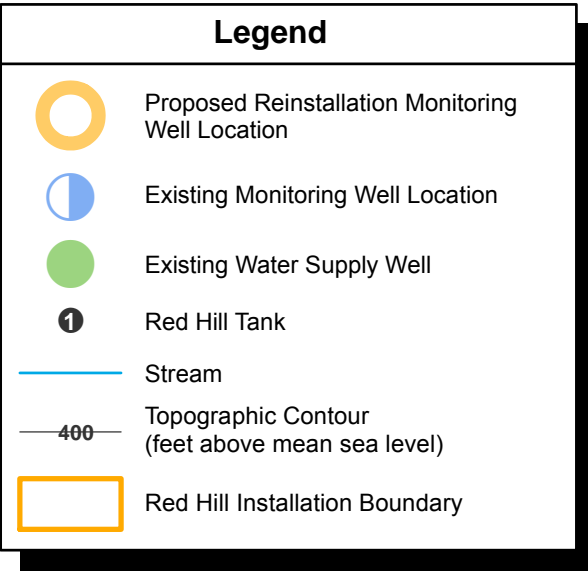 Legend
Proposed Reinstallation Monitoring
Well Location
Existing Monitoring Well Location
Existing Water Supply Well
1 Red Hill Tank
Stream
400 Topographic Contour
(feet above mean sea level)
Red Hill Installation Boundary